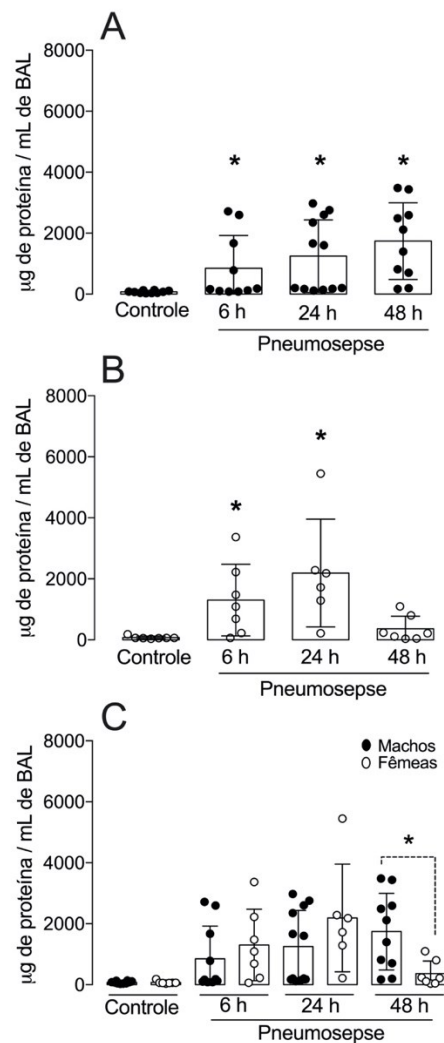 A
µg de proteína / mL de BAL
8000
6000
4000
2000
0
* * *
Controle 6 h 24 h 48 h
Pneumosepse
B
µg de proteína / mL de BAL
8000
6000
4000
2000
0
* *
Controle 6 h 24 h 48 h
Pneumosepse
C
µg de proteína / mL de BAL
8000
6000
4000
2000
0
Machos
Fêmeas
*
Controle 6 h 24 h 48 h
Pneumosepse